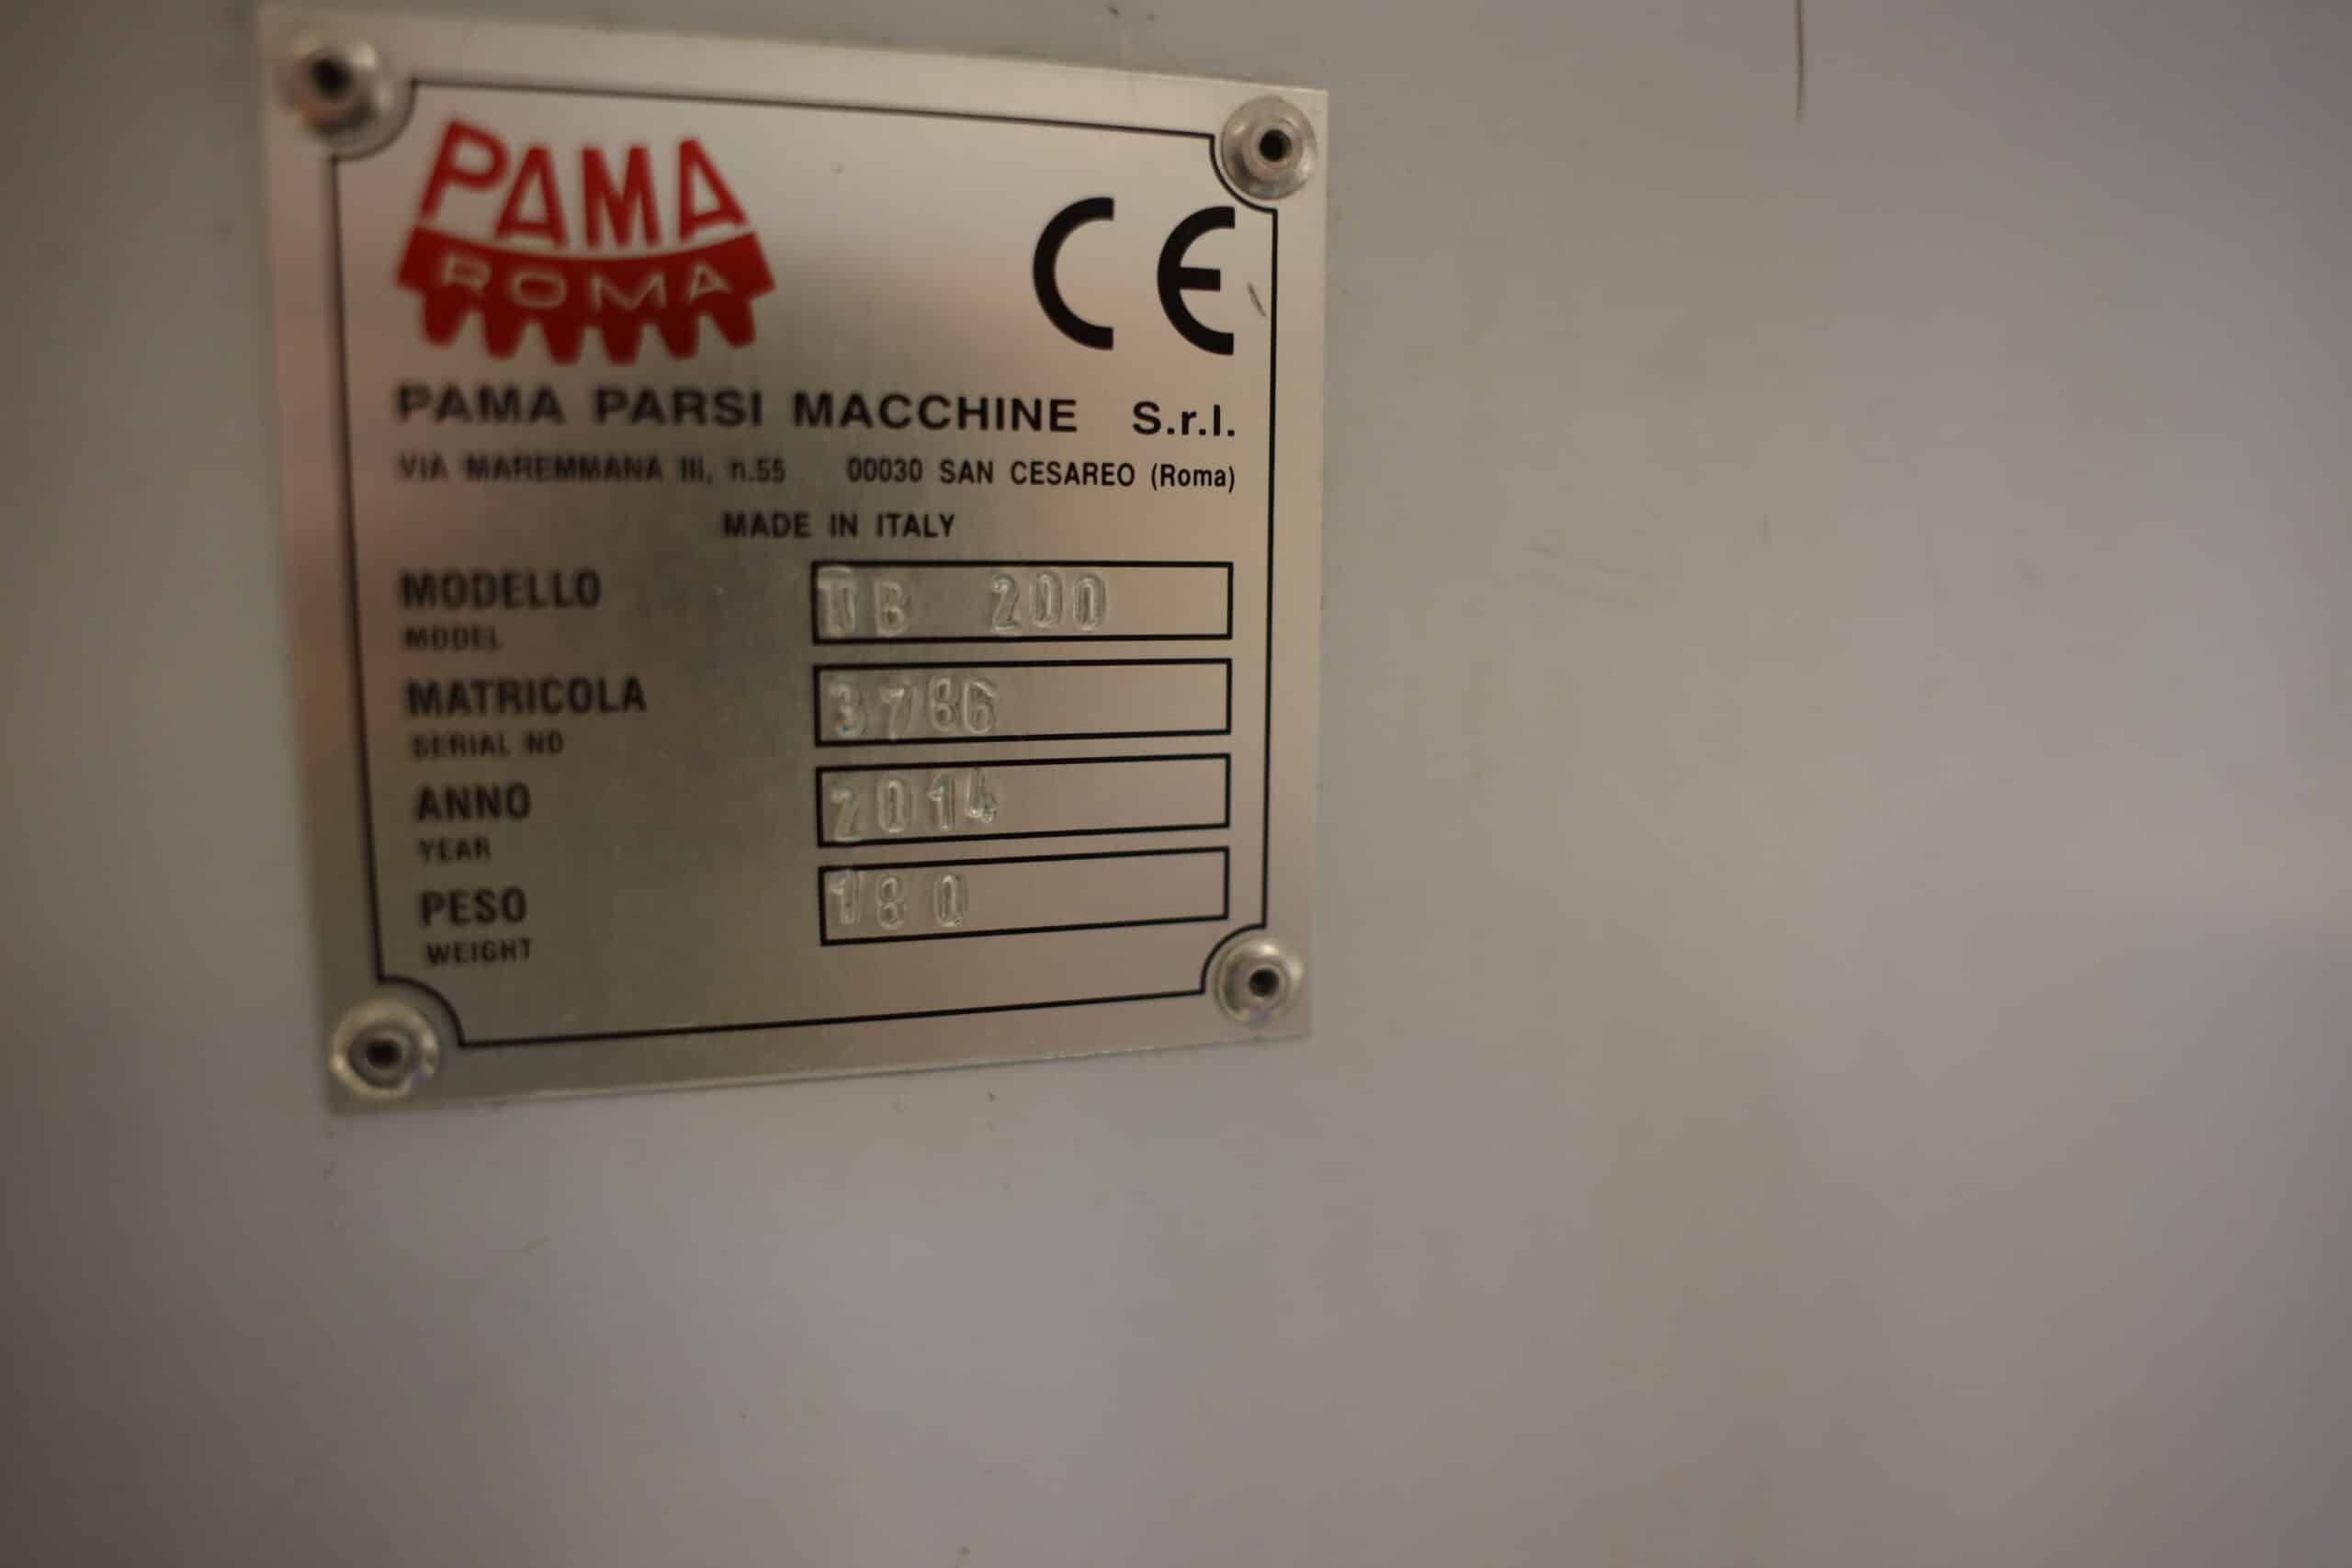 PAMA
ROMA
CE
PAMA PARSI MACCHINE S.r.l.
VIA MAREMMANA III, n.55 00030 SAN CESAREO (Roma)
MADE IN ITALY
MODELLO
MODEL
200
MATRICOLA 3786
SERIAL NO
ANNO 2014
YEAR
PESO 180
WEIGHT